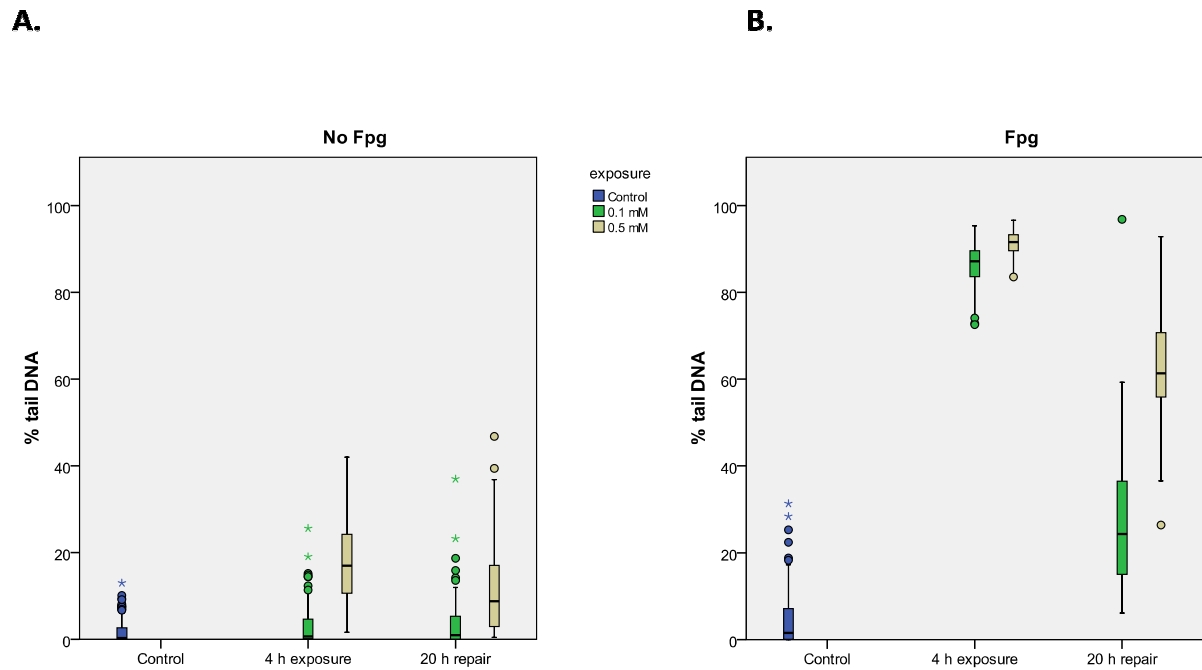 A.
B.
No Fpg
% tail DNA
100
80
60
40
20
0
Control
4 h exposure
20 h repair
exposure
Control
0.1 mM
0.5 mM
Fpg
% tail DNA
100
80
60
40
20
0
Control
4 h exposure
20 h repair